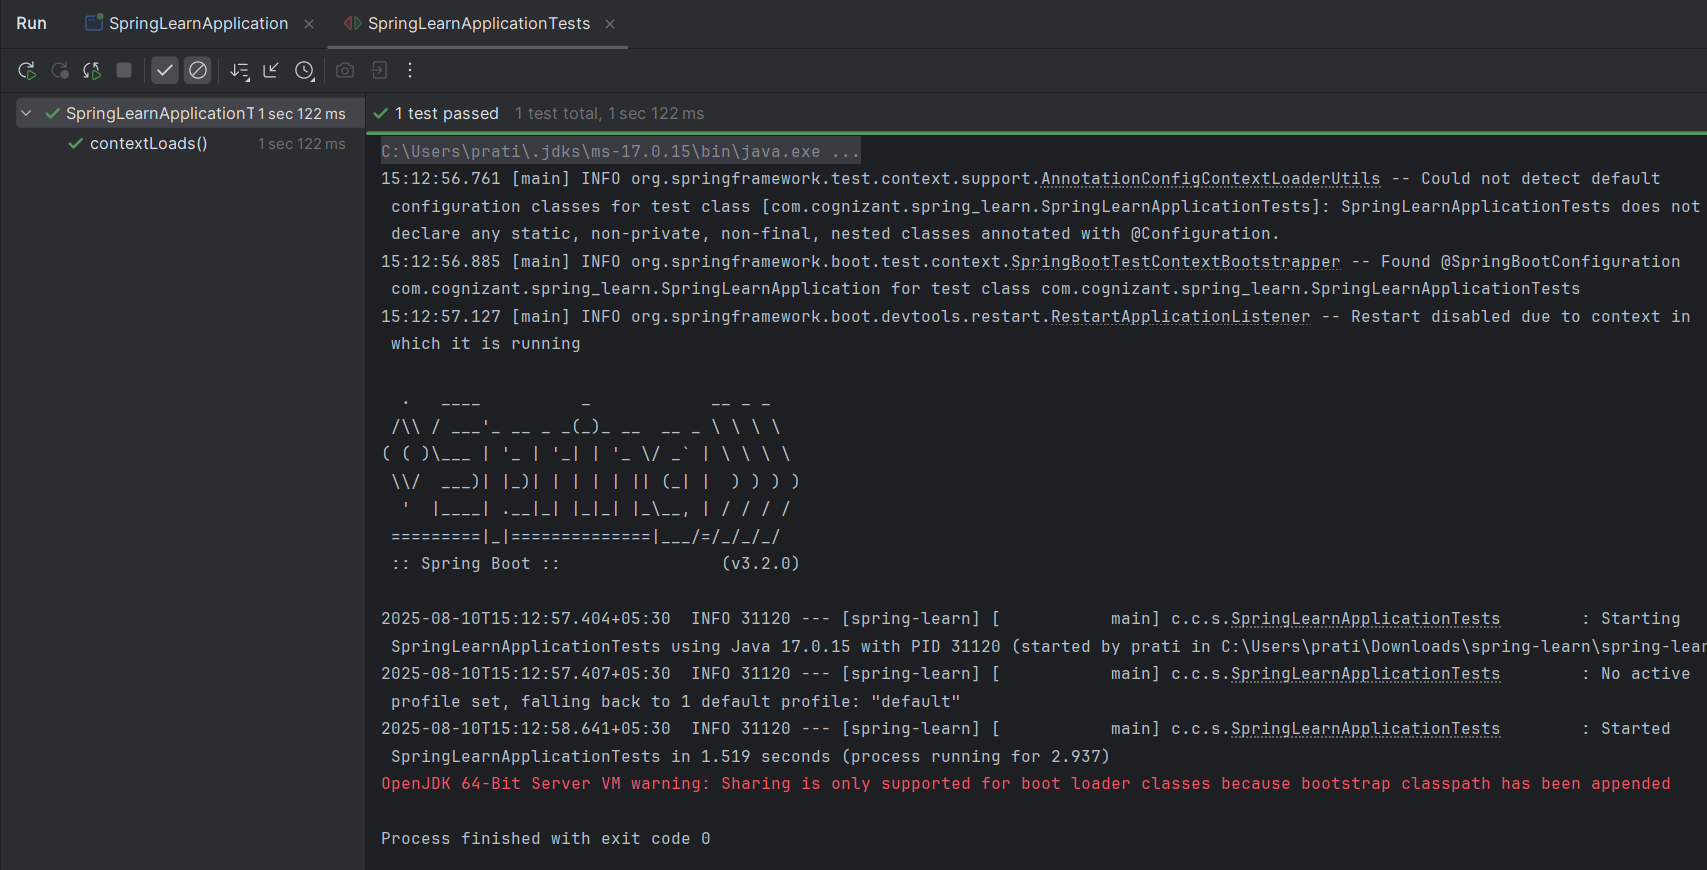 Run SpringLearnApplication SpringLearnApplicationTests
SpringLearnApplicationT 1 sec 122 ms
contextLoads() 1 sec 122 ms
1 test passed 1 test total, 1 sec 122 ms
C:\Users\prati\.jdks\ms-17.0.15\bin\java.exe ...
15:12:56.761 [main] INFO org.springframework.test.context.support.AnnotationConfigContextLoaderUtils -- Could not detect default
configuration classes for test class [com.cognizant.spring_learn.SpringLearnApplicationTests]: SpringLearnApplicationTests does not
declare any static, non-private, non-final, nested classes annotated with @Configuration.
15:12:56.885 [main] INFO org.springframework.boot.test.context.SpringBootTestContextBootstrapper -- Found @SpringBootConfiguration
com.cognizant.spring_learn.SpringLearnApplication for test class com.cognizant.spring_learn.SpringLearnApplicationTests
15:12:57.127 [main] INFO org.springframework.boot.devtools.restart.RestartApplicationListener -- Restart disabled due to context in
which it is running
  .   ____          _            __ _ _
 /\\ / ___'_ __ _ _(_)_ __  __ _ \ \ \ \
( ( )\___ | '_ | '_| | '_ \/ _` | \ \ \ \
 \\/  ___)| |_)| | | | | || (_| |  ) ) ) )
  '  |____| .__|_| |_|_| |_\__, | / / / /
 =========|_|==============|___/=/_/_/_/
:: Spring Boot :: (v3.2.0)
2025-08-10T15:12:57.404+05:30  INFO 31120 --- [spring-learn] [           main] c.c.s.SpringLearnApplicationTests        : Starting
SpringLearnApplicationTests using Java 17.0.15 with PID 31120 (started by prati in C:\Users\prati\Downloads\spring-learn\spring-lear
2025-08-10T15:12:57.407+05:30  INFO 31120 --- [spring-learn] [           main] c.c.s.SpringLearnApplicationTests        : No active
profile set, falling back to 1 default profile: "default"
2025-08-10T15:12:58.641+05:30  INFO 31120 --- [spring-learn] [           main] c.c.s.SpringLearnApplicationTests        : Started
SpringLearnApplicationTests in 1.519 seconds (process running for 2.937)
OpenJDK 64-Bit Server VM warning: Sharing is only supported for boot loader classes because bootstrap classpath has been appended
Process finished with exit code 0